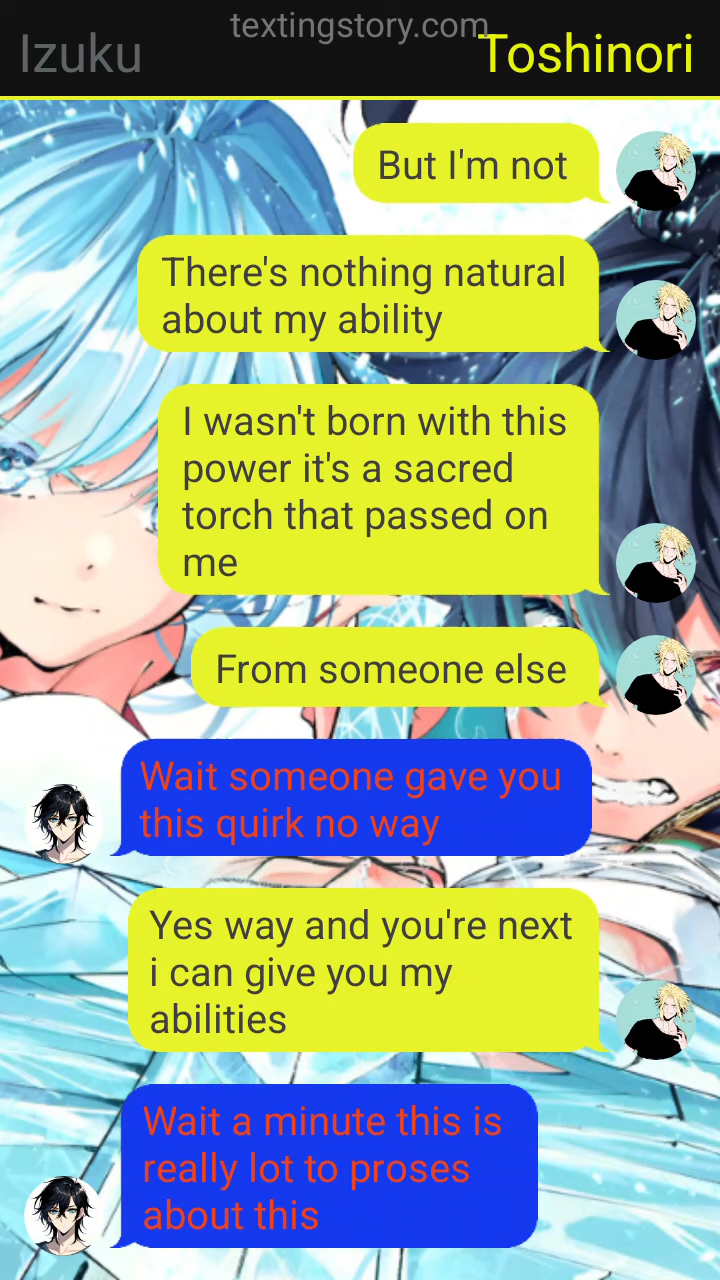 textingstory.com
Izuku
Toshinori
But I'm not
There's nothing natural
about my ability
I wasn't born with this
power it's a sacred
torch that passed on
me
From someone else
Wait someone gave you
this quirk no way
Yes way and you're next
i can give you my
abilities
Wait a minute this is
really lot to proses
about this